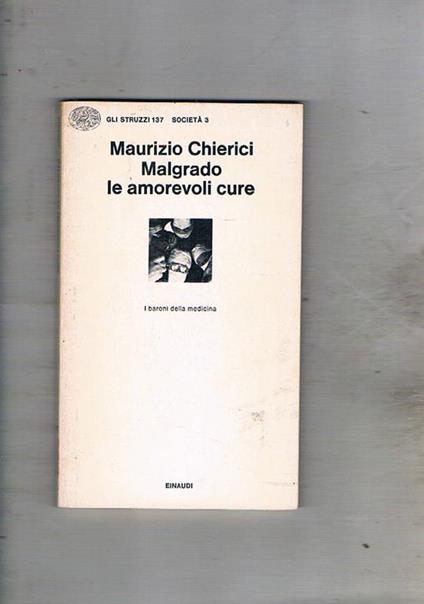 GLI STRUZZI 137 SOCIETÀ 3
Maurizio Chierici
Malgrado
le amorevoli cure
I baroni della medicina
EINAUDI